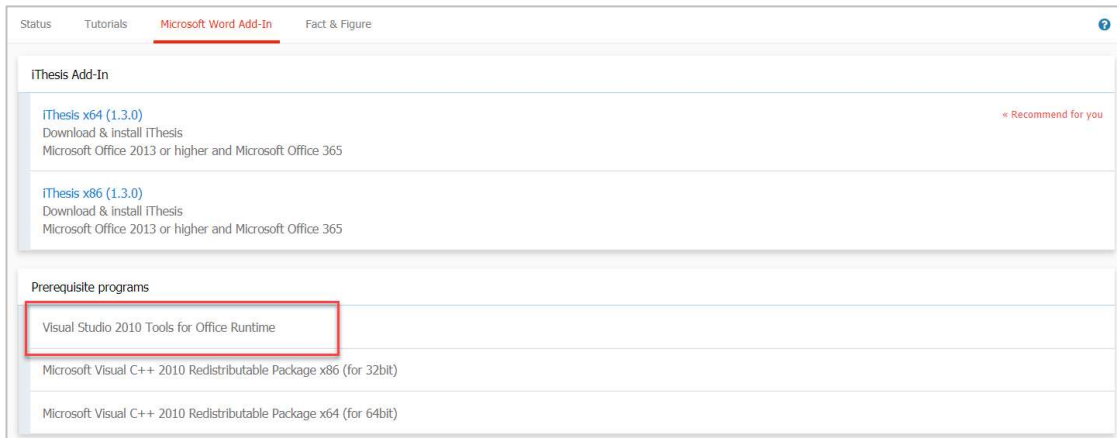 Status Tutorials Microsoft Word Add-In Fact & Figure
iThesis Add-In
iThesis x64 (1.3.0)
« Recommend for you
Download & install iThesis
Microsoft Office 2013 or higher and Microsoft Office 365
iThesis x86 (1.3.0)
Download & install iThesis
Microsoft Office 2013 or higher and Microsoft Office 365
Prerequisite programs
Visual Studio 2010 Tools for Office Runtime
Microsoft Visual C++ 2010 Redistributable Package x86 (for 32bit)
Microsoft Visual C++ 2010 Redistributable Package x64 (for 64bit)